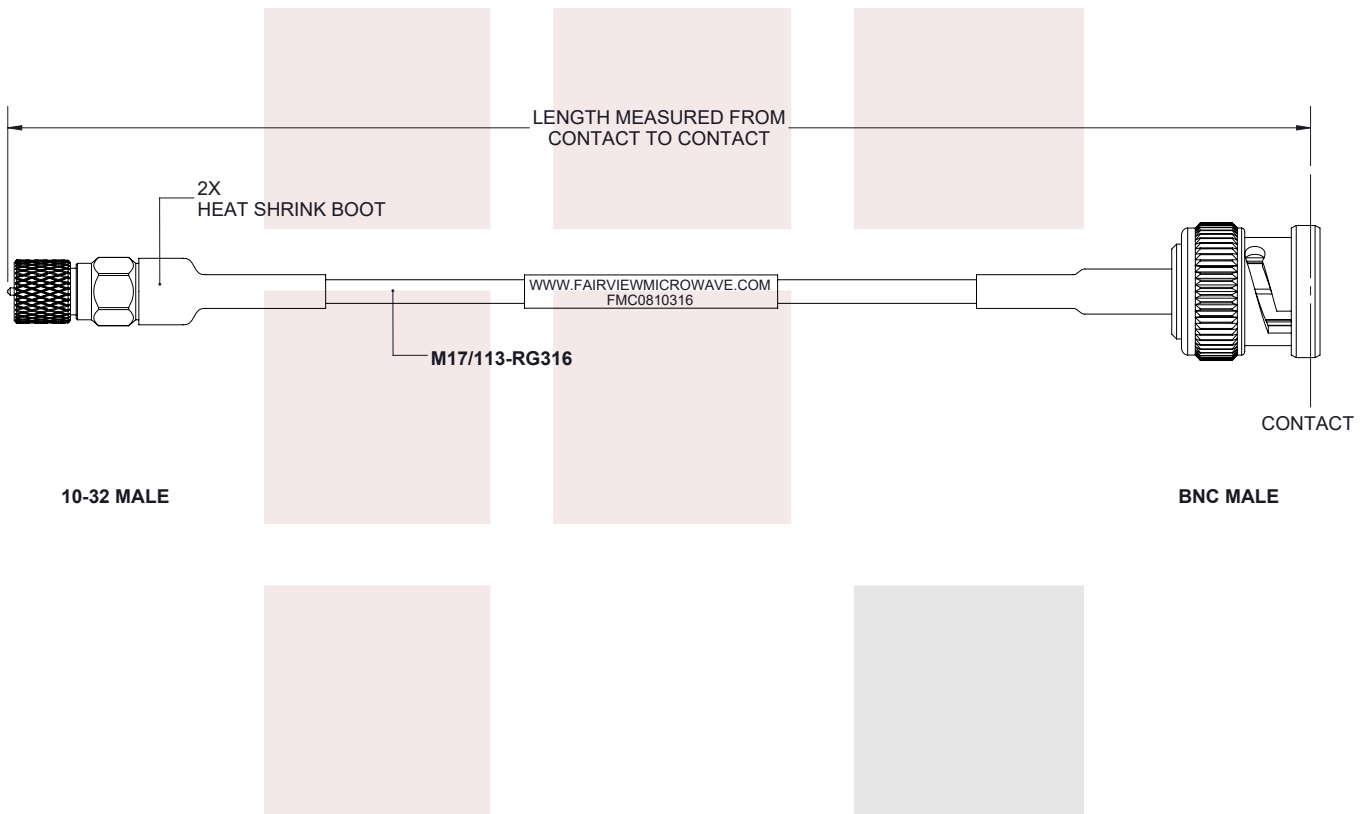 LENGTH MEASURED FROM
CONTACT TO CONTACT
2X
HEAT SHRINK BOOT
WWW.FAIRVIEWMICROWAVE.COM
FMC0810316
M17/113-RG316
CONTACT
10-32 MALE
BNC MALE